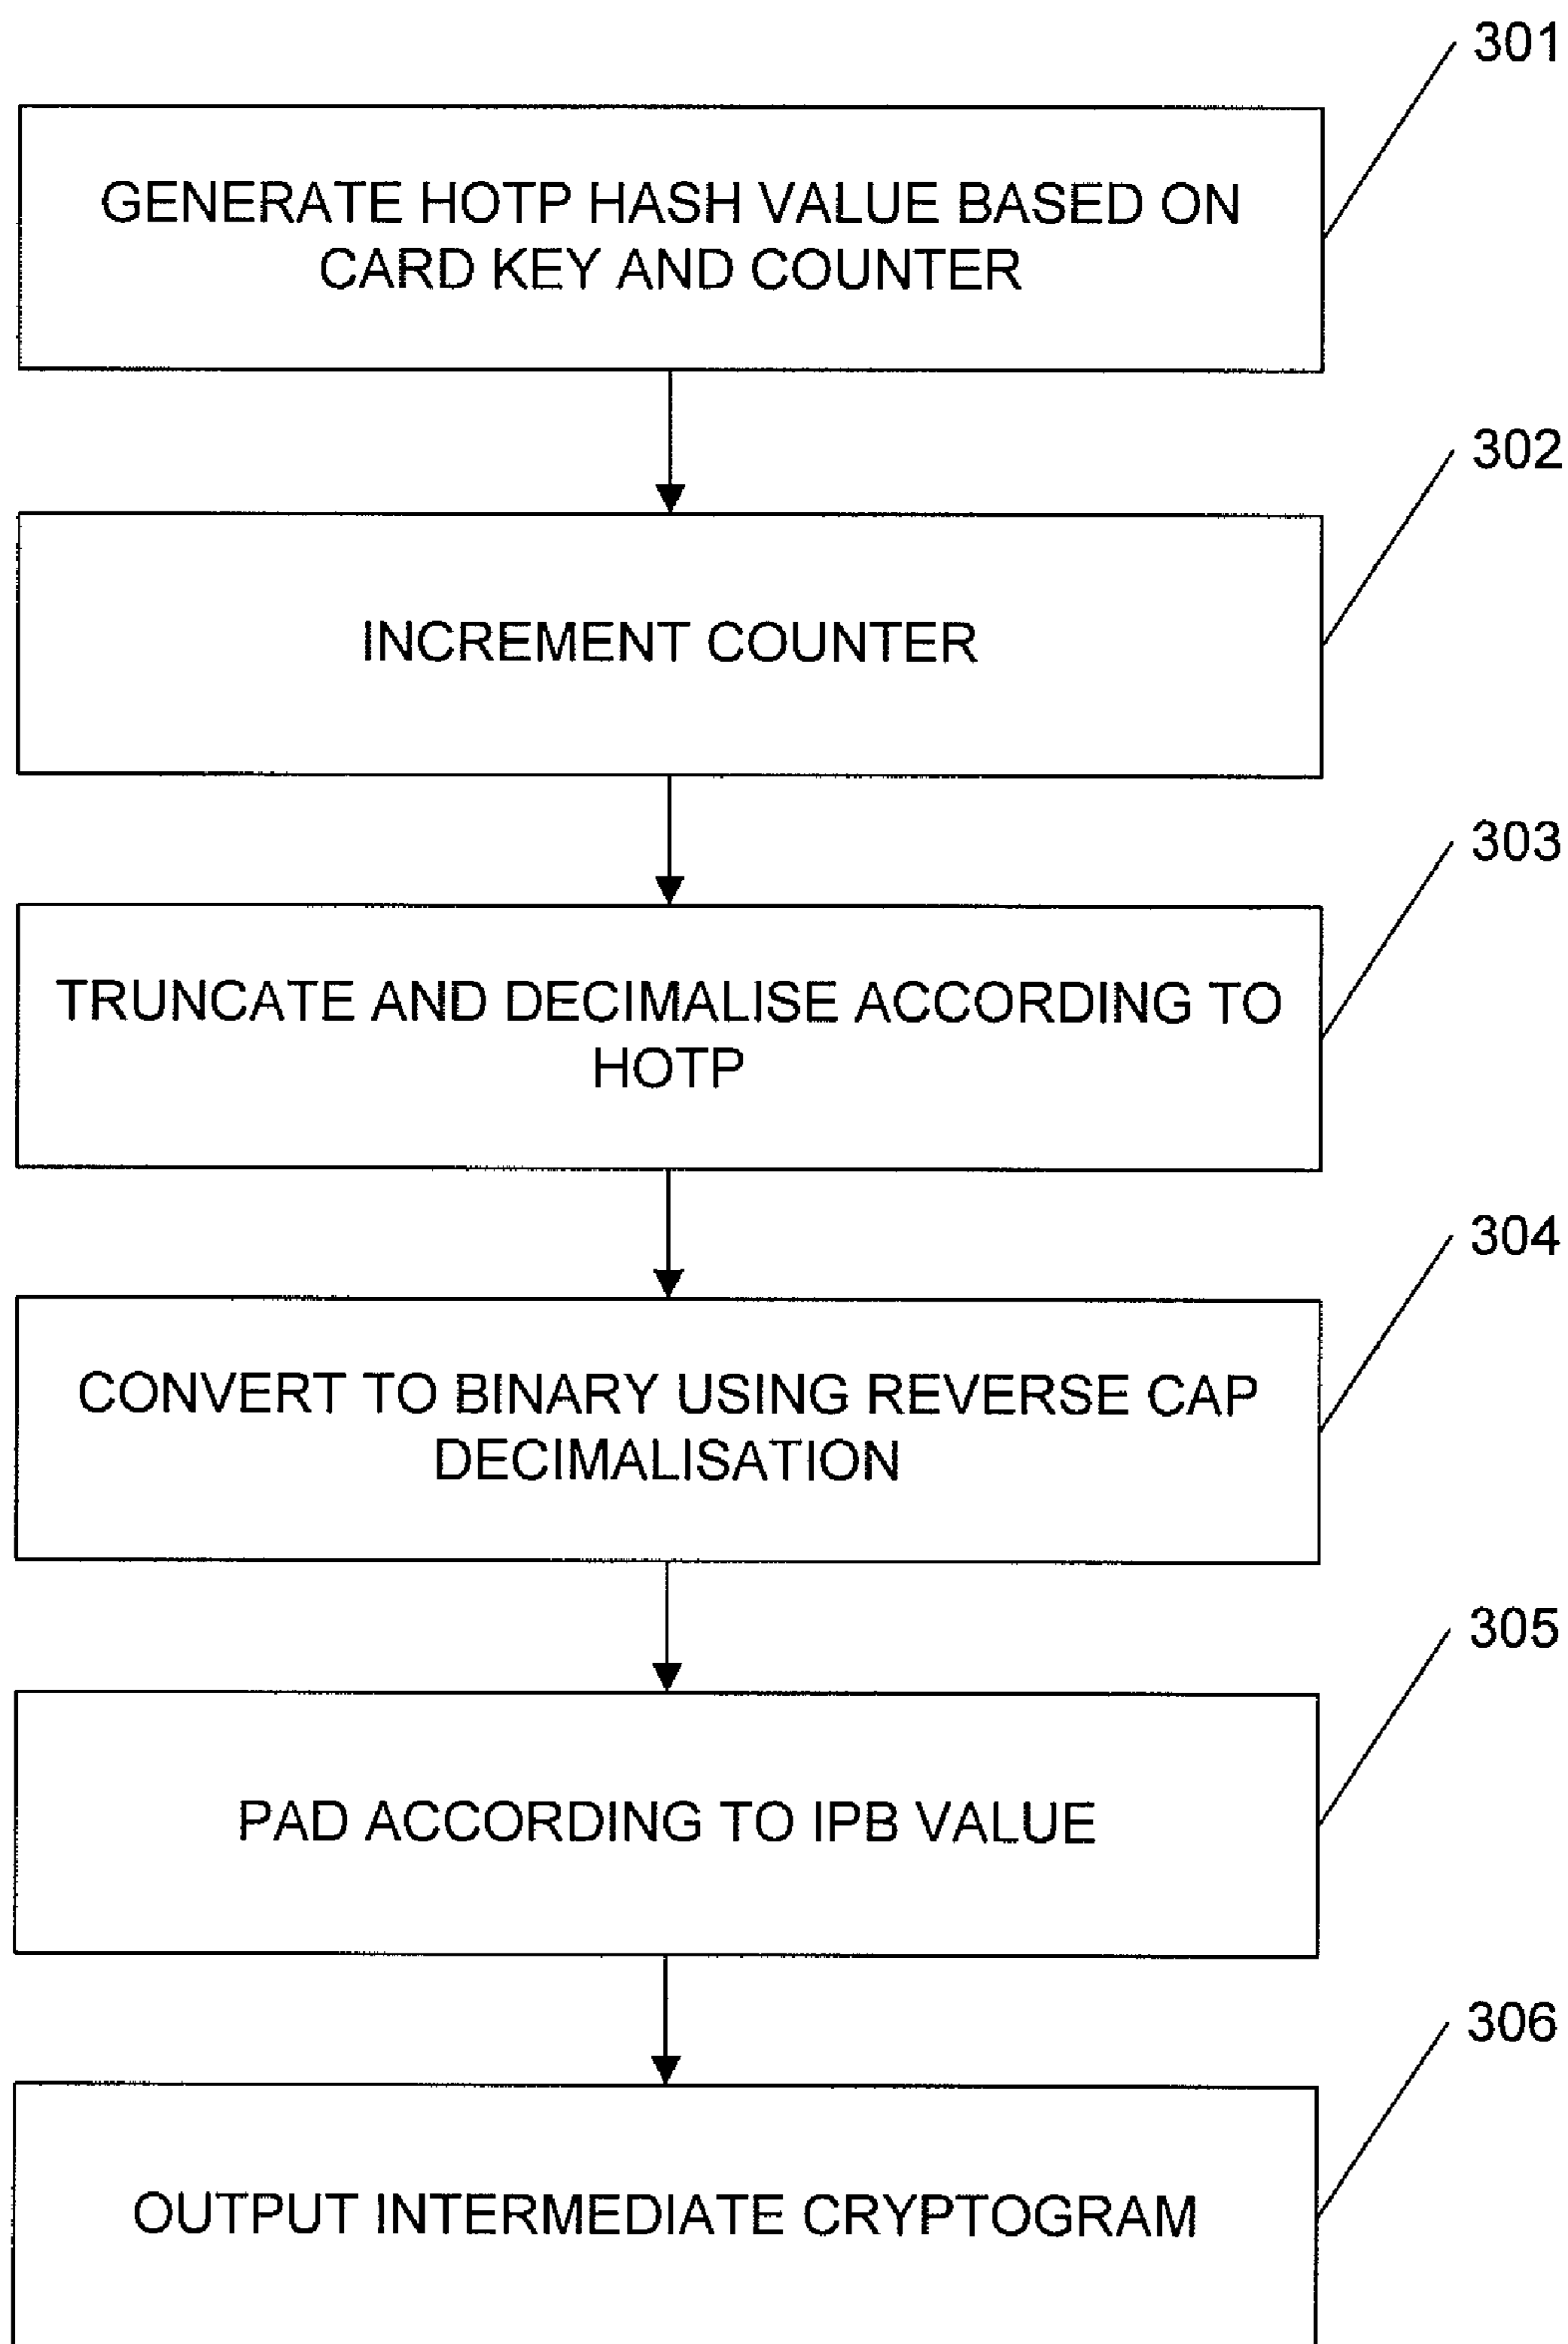 301
GENERATE HOTP HASH VALUE BASED ON
CARD KEY AND COUNTER
302
INCREMENT COUNTER
303
TRUNCATE AND DECIMALISE ACCORDING TO
HOTP
304
CONVERT TO BINARY USING REVERSE CAP
DECIMALISATION
305
PAD ACCORDING TO IPB VALUE
306
OUTPUT INTERMEDIATE CRYPTOGRAM